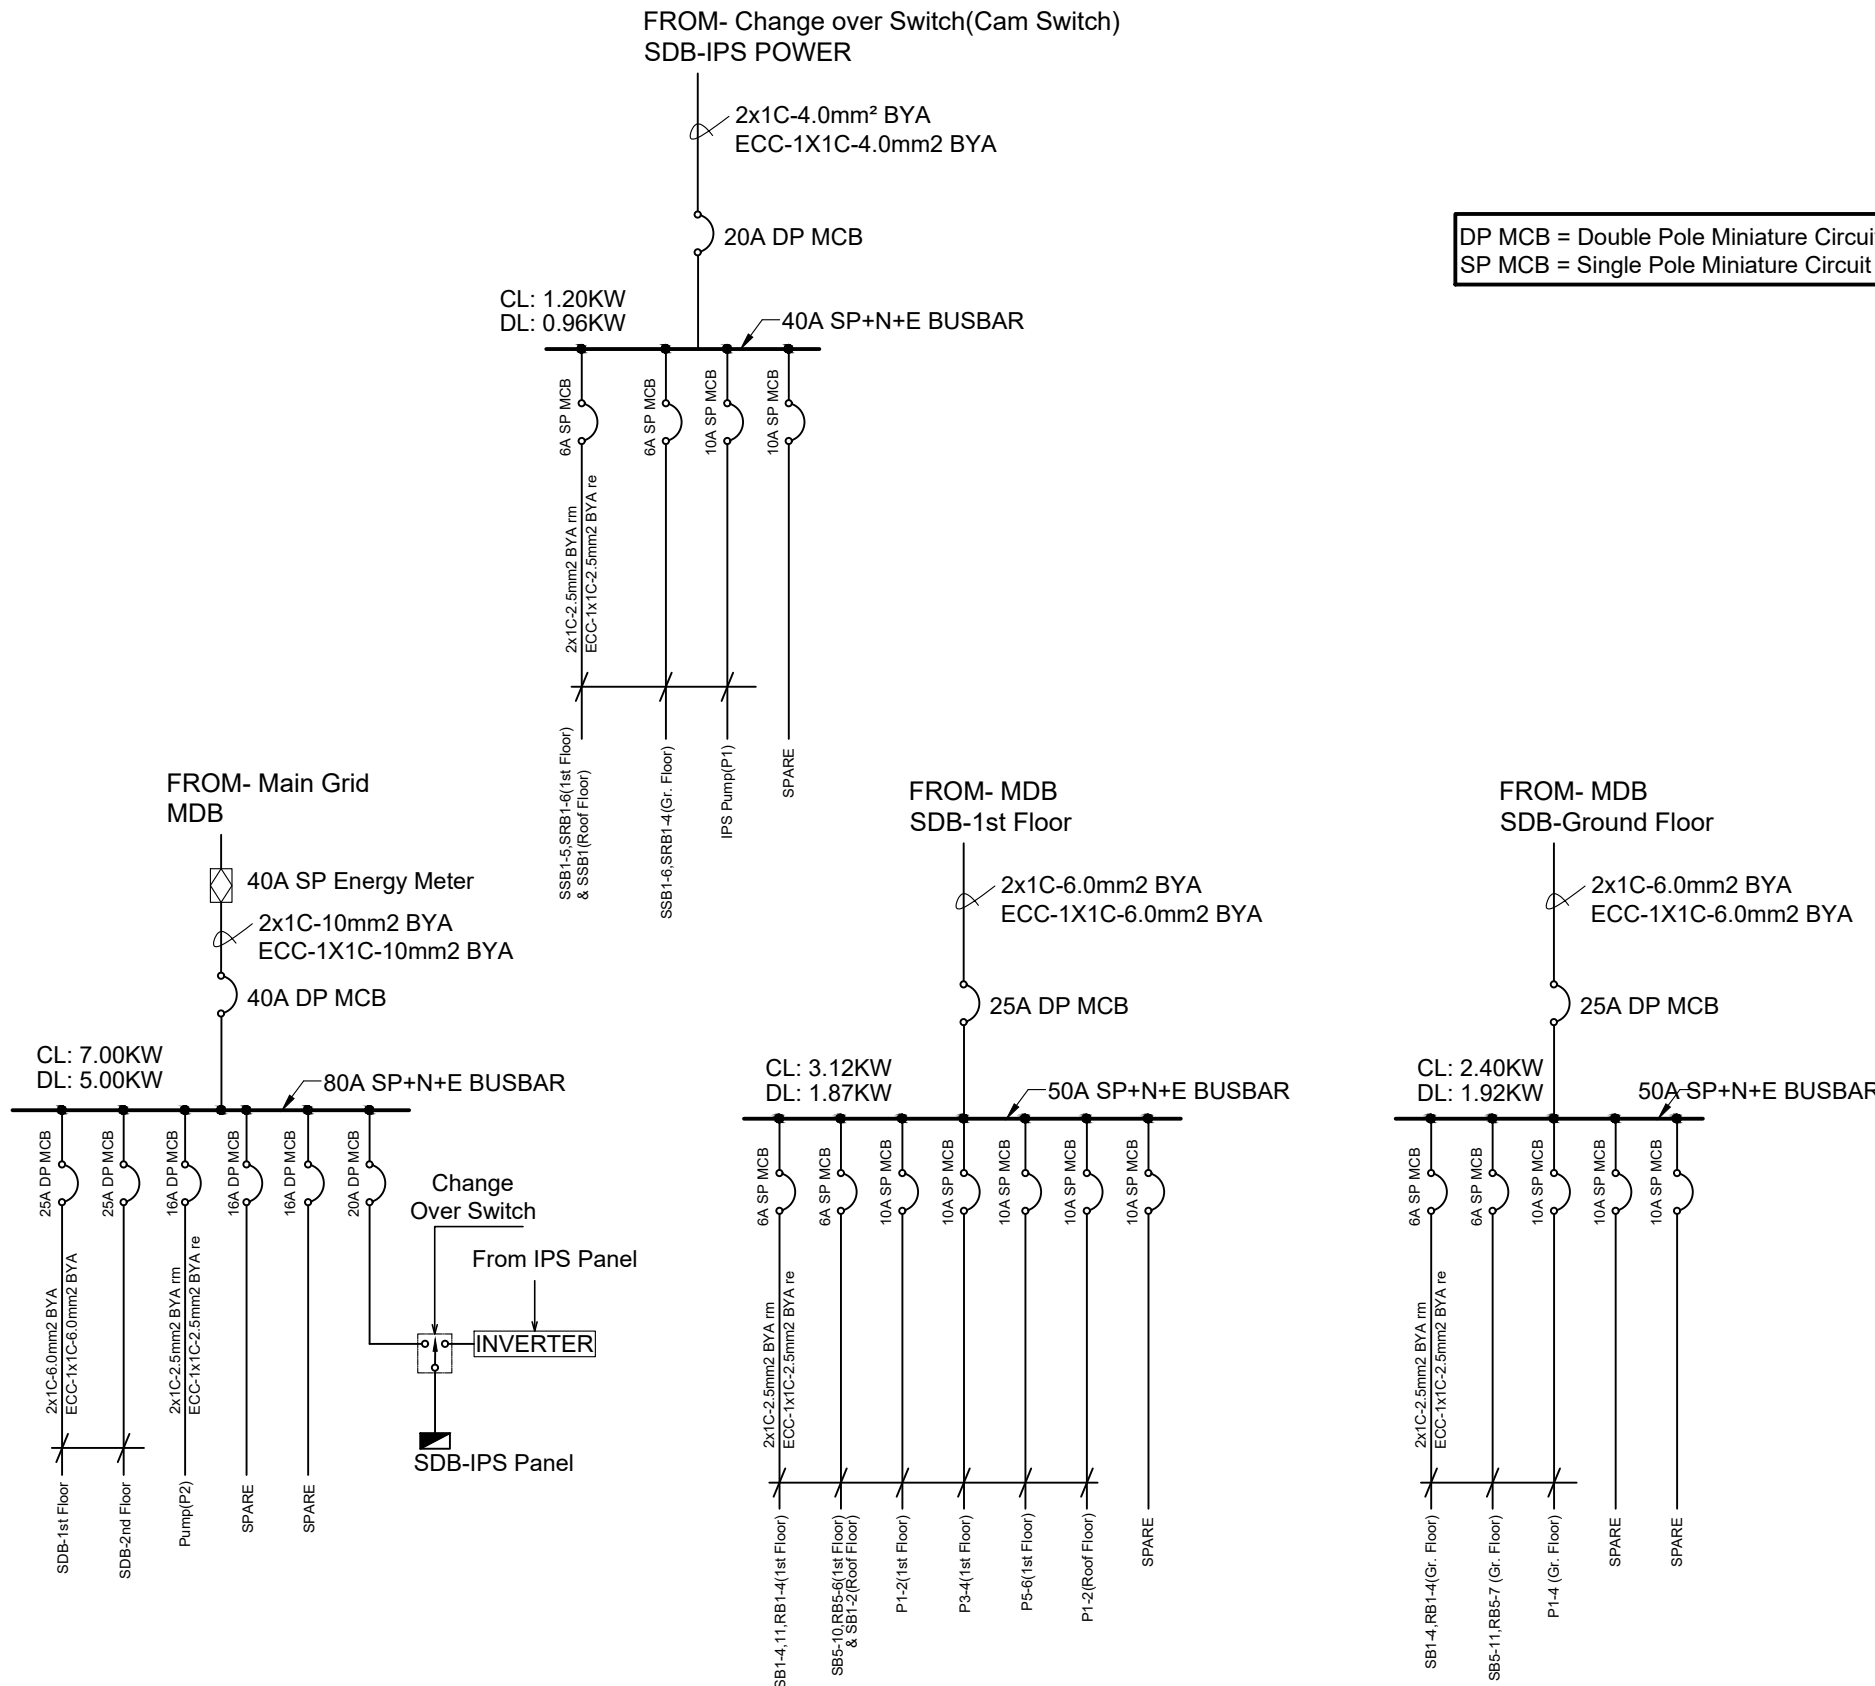 FROM- Change over Switch(Cam Switch)
SDB-IPS POWER
2x1C-4.0mm² BYA
ECC-1X1C-4.0mm2 BYA
20A DP MCB
DP MCB = Double Pole Miniature Circui
SP MCB = Single Pole Miniature Circuit
CL: 1.20KW
DL: 0.96KW
40A SP+N+E BUSBAR
6A SP MCB
6A SP MCB
10A SP MCB
10A SP MCB
2x1C-2.5mm2 BYA rm
ECC-1x1C-2.5mm2 BYA re
SSB1-5,SRB1-6(1st Floor)
& SSB1(Roof Floor)
SSB1-6,SRB1-4(Gr. Floor)
IPS Pump(P1)
SPARE
FROM- Main Grid
MDB
40A SP Energy Meter
2x1C-10mm2 BYA
ECC-1X1C-10mm2 BYA
40A DP MCB
CL: 7.00KW
DL: 5.00KW
80A SP+N+E BUSBAR
25A DP MCB
25A DP MCB
16A DP MCB
16A DP MCB
16A DP MCB
20A DP MCB
2x1C-6.0mm2 BYA
ECC-1x1C-6.0mm2 BYA
2x1C-2.5mm2 BYA rm
ECC-1x1C-2.5mm2 BYA re
Change
Over Switch
From IPS Panel
INVERTER
SDB-IPS Panel
SDB-1st Floor
SDB-2nd Floor
Pump(P2)
SPARE
SPARE
FROM- MDB
SDB-1st Floor
2x1C-6.0mm2 BYA
ECC-1X1C-6.0mm2 BYA
25A DP MCB
CL: 3.12KW
DL: 1.87KW
50A SP+N+E BUSBAR
6A SP MCB
6A SP MCB
10A SP MCB
10A SP MCB
10A SP MCB
10A SP MCB
10A SP MCB
2x1C-2.5mm2 BYA rm
ECC-1x1C-2.5mm2 BYA re
SB1-4,11,RB1-4(1st Floor)
SB5-10,RB5-6(1st Floor)
& SB1-2(Roof Floor)
P1-2(1st Floor)
P3-4(1st Floor)
P5-6(1st Floor)
P1-2(Roof Floor)
SPARE
FROM- MDB
SDB-Ground Floor
2x1C-6.0mm2 BYA
ECC-1X1C-6.0mm2 BYA
25A DP MCB
CL: 2.40KW
DL: 1.92KW
50A SP+N+E BUSBAR
6A SP MCB
6A SP MCB
10A SP MCB
10A SP MCB
10A SP MCB
2x1C-2.5mm2 BYA rm
ECC-1x1C-2.5mm2 BYA re
SB1-4,RB1-4(Gr. Floor)
SB5-11,RB5-7 (Gr. Floor)
P1-4 (Gr. Floor)
SPARE
SPARE